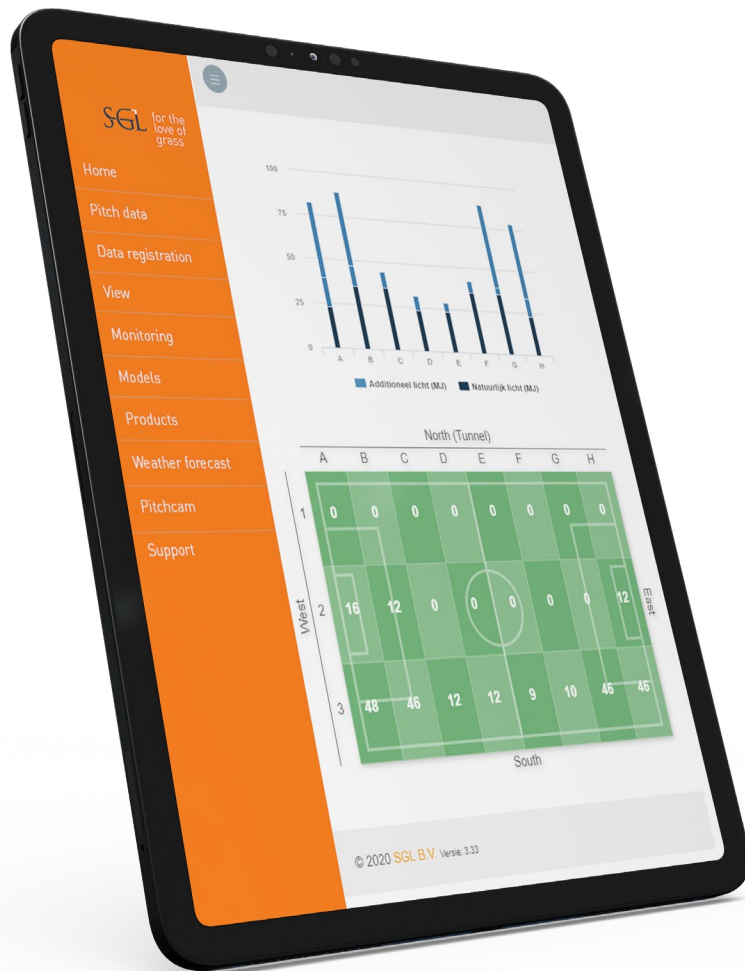 SGL for the
love of
grass
Home
Pitch data
Data registration
View
Monitoring
Models
Products
Weather forecast
Pitchcam
Support
100
75
50
25
0
A B C D E F G H
Additioneel licht (MJ) Natuurlijk licht (MJ)
North (Tunnel)
A B C D E F G H
1 0 0 0 0 0 0 0 0
West 2 16 12 0 0 0 0 0 12 East
3 48 46 12 12 9 10 46 46
South
© 2020 SGL B.V. Versie: 3.33